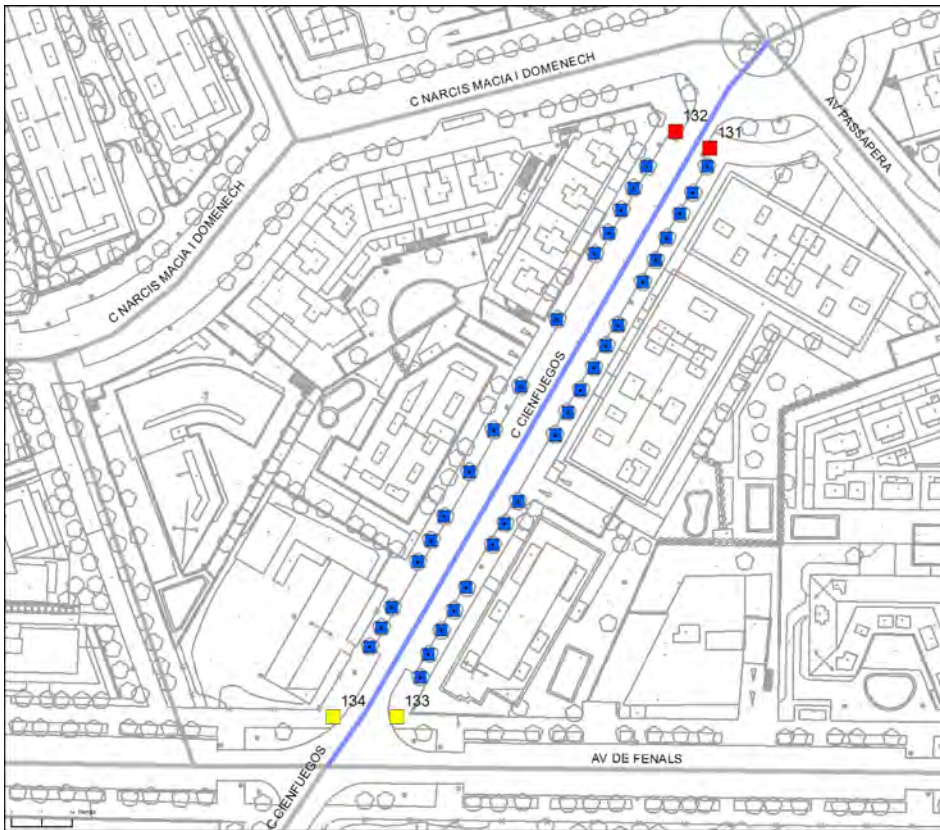 C NARCIS MACIA I DOMENECH
132
131
AV PASSAPERA
C NARCIS MACIA I DOMENECH
C CIENFUEGOS
134
133
AV DE FENALS
C CIENFUEGOS